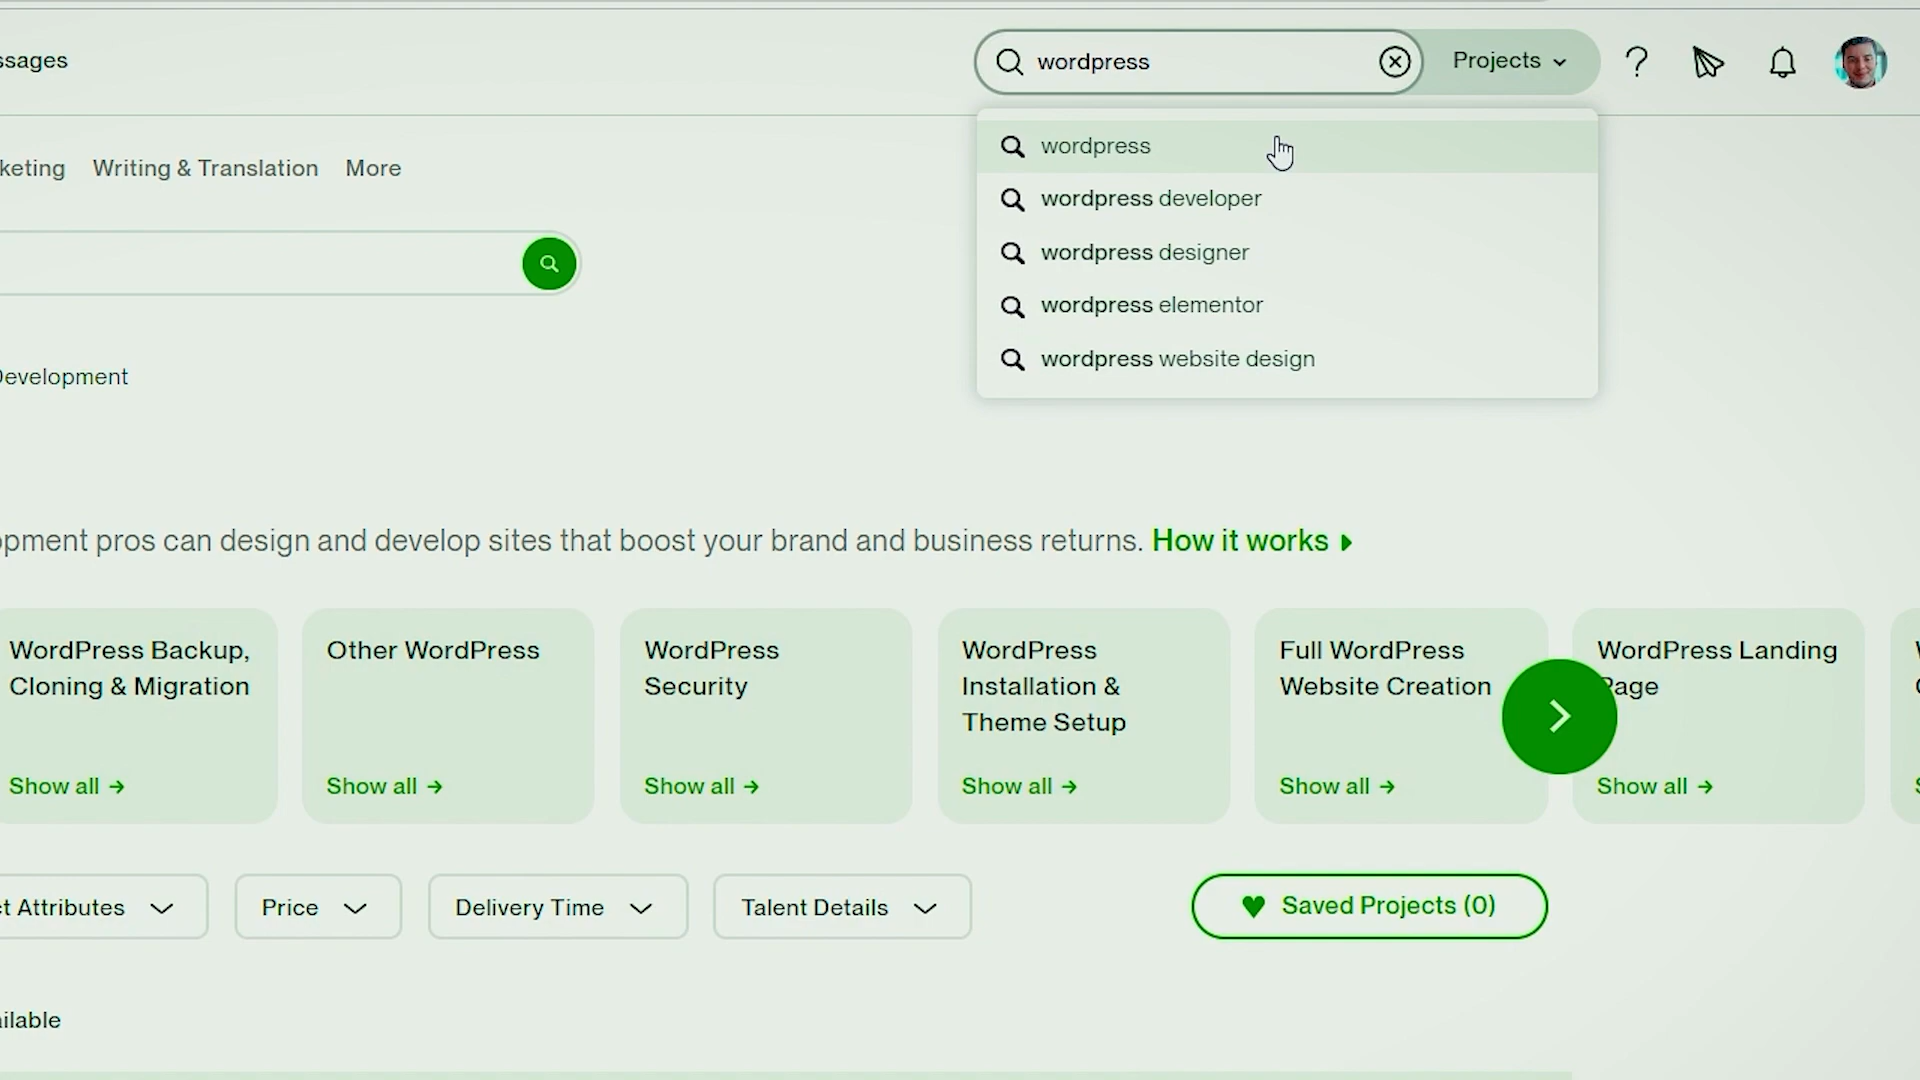 ssages
wordpress
Projects
wordpress
keting
Writing & Translation
More
wordpress developer
wordpress designer
wordpress elementor
wordpress website design
Development
opment pros can design and develop sites that boost your brand and business returns. How it works
WordPress Backup,
Cloning & Migration
Show all
Other WordPress
Show all
WordPress
Security
Show all
WordPress
Installation &
Theme Setup
Show all
Full WordPress
Website Creation
Show all
WordPress Landing
Page
Show all
ct Attributes
Price
Delivery Time
Talent Details
Saved Projects (0)
ailable